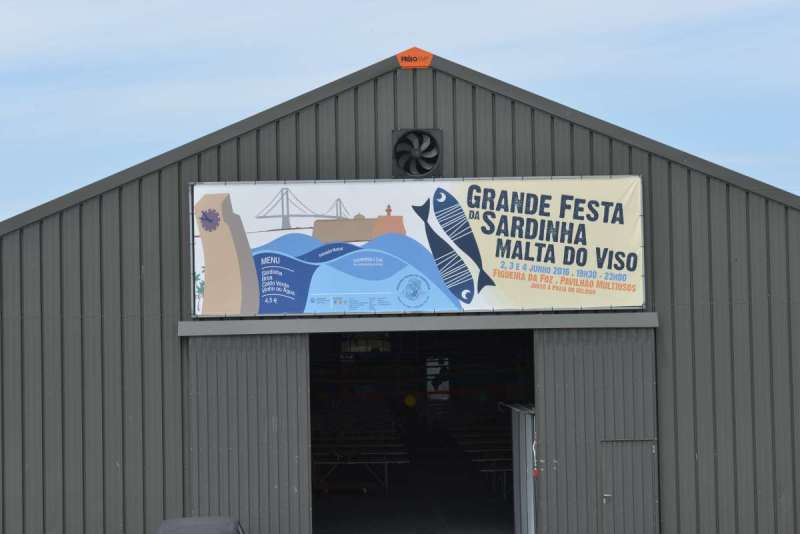 GRANDE FESTA
DA SARDINHA
MALTA DO VISO
2, 3 e 4 JUNHO 2016 . 19H30 - 23H00
FIGUEIRA DA FOZ . PAVILHÃO MULTIUSOS
MENU
Sardinha
Broa
Caldo Verde
Vinho ou Água
4,5 €